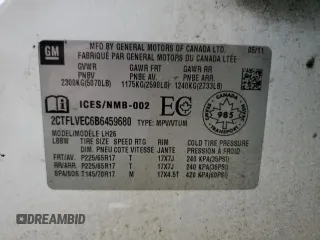 GM
MFD BY GENERAL MOTORS OF CANADA LTD.
FABRIQUÉ PAR GENERAL MOTORS DU CANADA LTÉE
05/11
GVWR GAWR FRT GAWR RR
PNBV PNBE AV. PNBE ARR.
2300KG(5070LB) 1175KG(2590LB) 1240KG(2733LB)
ICES/NMB-002
EC
985
2CTFLVEC6B6459680 TYPE: MPV/VTUM
MODEL/MODÈLE LH26
LBBW TIRE SIZE SPEED RTG RIM COLD TIRE
DIM. PNEU COTE VITESSE JANTE
FRT/AV. P225/65R17 T 17X7J 240 KPA(35PSI)
RR/ARR. P225/65R17 T 17X7J 240 KPA(35PSI)
SPA/SOS T145/70R17 M 17X4.5T 420 KPA(60PSI)
© DREAMBID